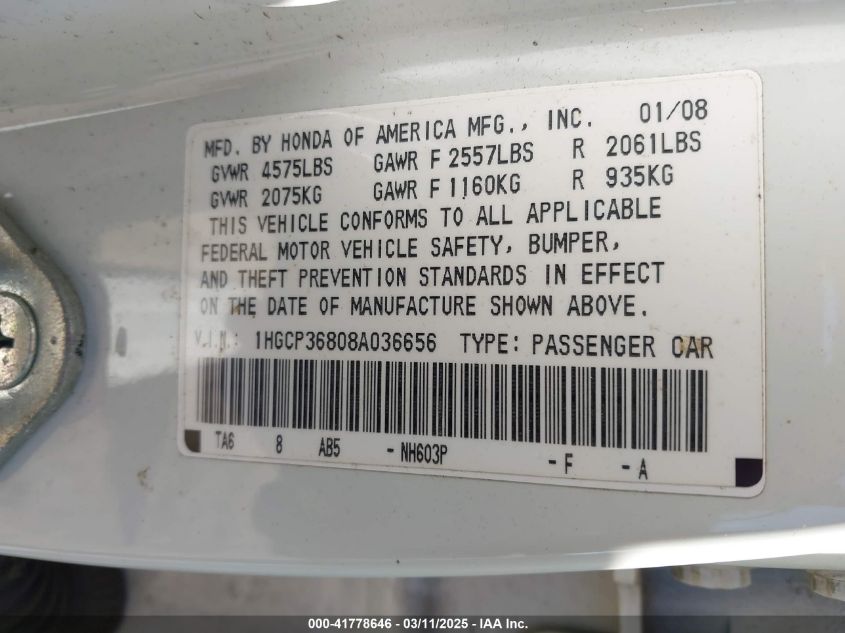 MFD. BY HONDA OF AMERICA MFG., INC. 01/08
GVWR 4575LBS GAWR F 2557LBS R 2061LBS
GVWR 2075KG GAWR F 1160KG R 935KG
THIS VEHICLE CONFORMS TO ALL APPLICABLE
FEDERAL MOTOR VEHICLE SAFETY, BUMPER,
AND THEFT PREVENTION STANDARDS IN EFFECT
ON THE DATE OF MANUFACTURE SHOWN ABOVE.
V.I.N.: 1HGCP36808A036656 TYPE: PASSENGER CAR
TA6 8 AB5 - NH603P - F - A
000-41778646 - 03/11/2025 - IAA Inc.